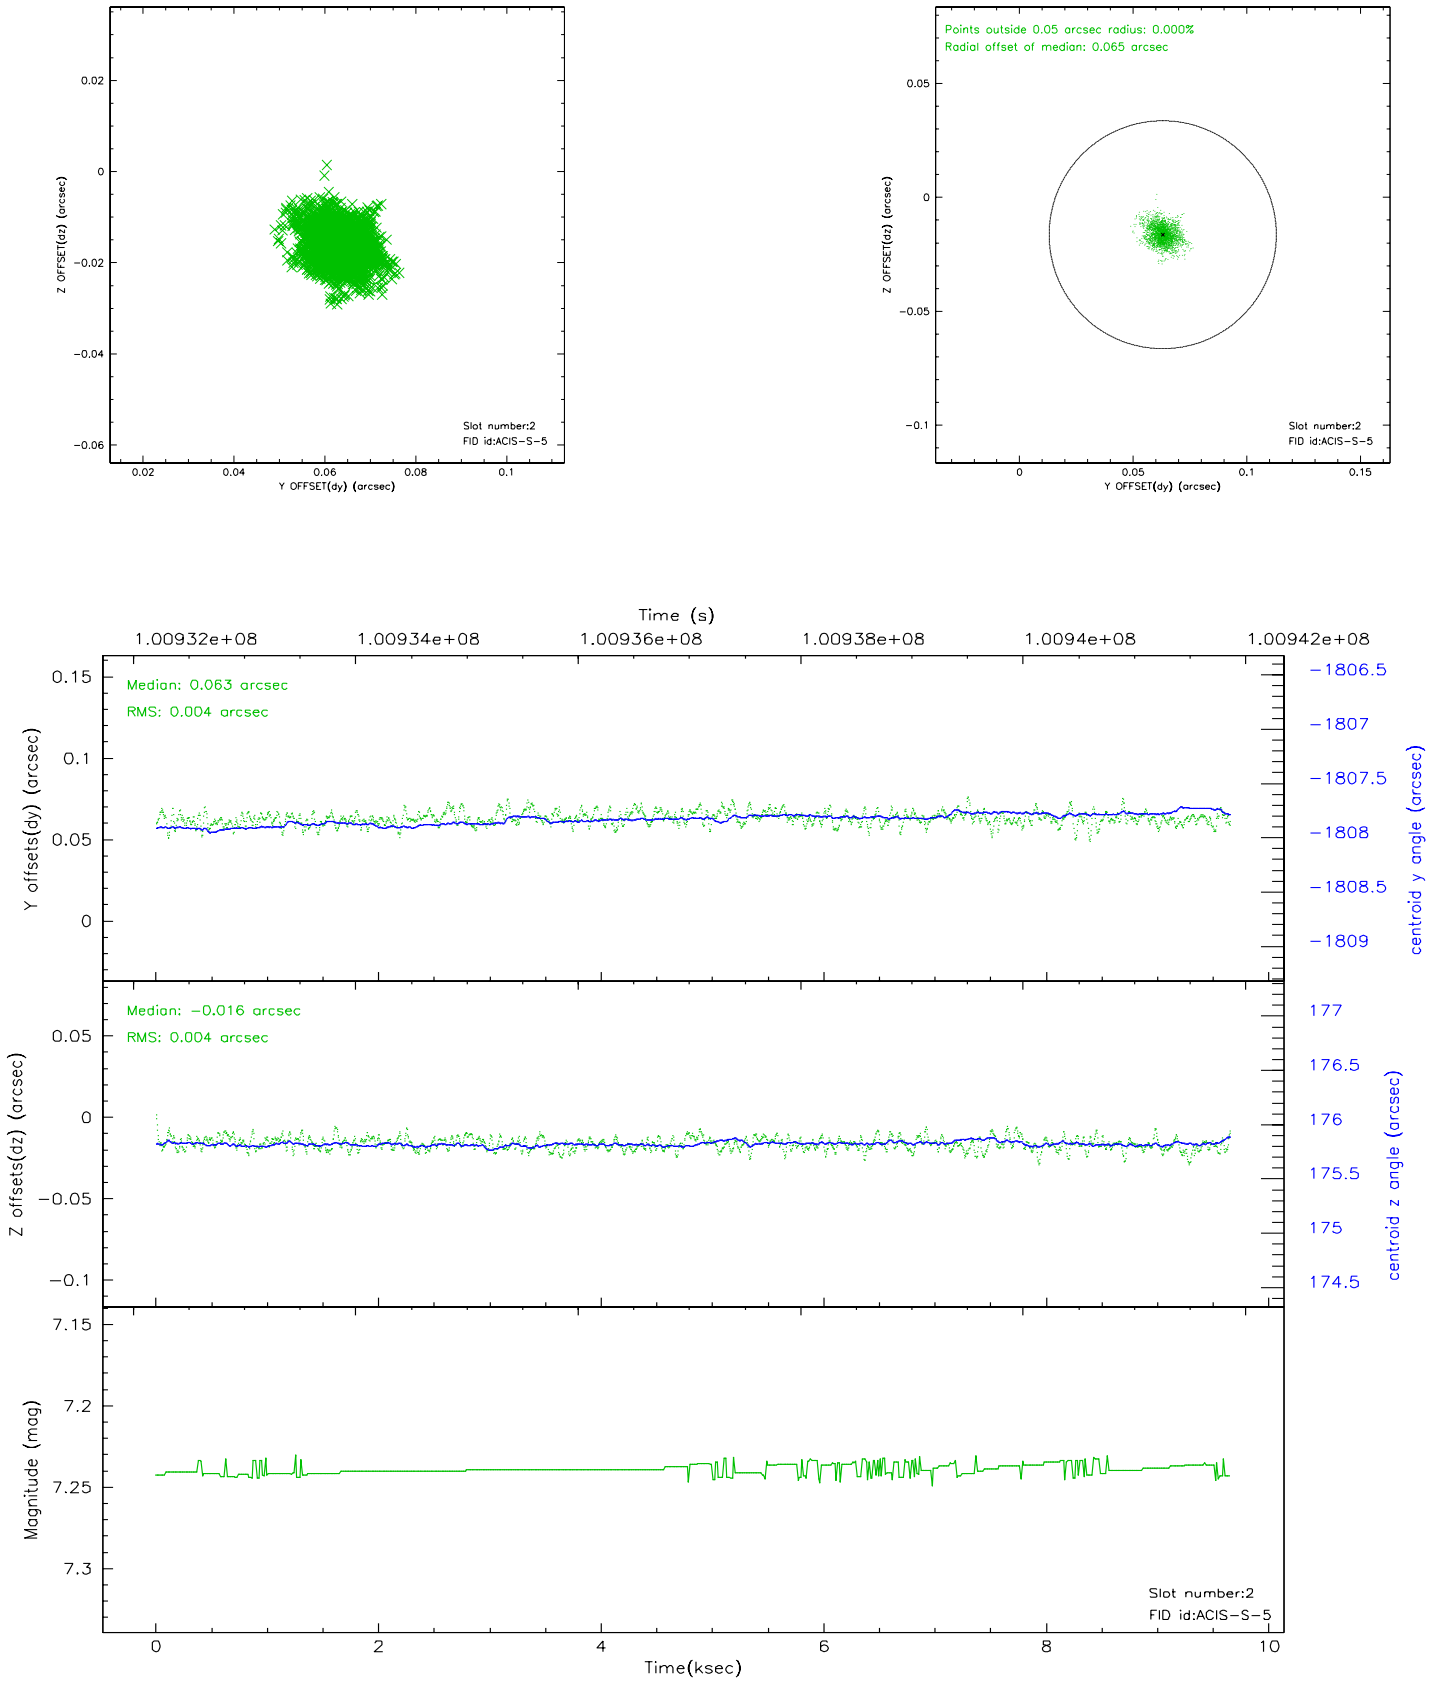 0.02
0
−0.02
−0.04
−0.06
Z OFFSET(dz) (arcsec)
Slot number:2
FID id:ACIS−S−5
0.02 0.04 0.06 0.08 0.1
Y OFFSET(dy) (arcsec)
Points outside 0.05 arcsec radius: 0.000%
Radial offset of median: 0.065 arcsec
0.05
0
−0.05
−0.1
Z OFFSET(dz) (arcsec)
Slot number:2
FID id:ACIS−S−5
0 0.05 0.1 0.15
Y OFFSET(dy) (arcsec)
Time (s)
1.00932e+08 1.00934e+08 1.00936e+08 1.00938e+08 1.0094e+08 1.00942e+08
Median: 0.063 arcsec
RMS: 0.004 arcsec
0.15
0.1
0.05
0
Y offsets(dy) (arcsec)
−1806.5
−1807
−1807.5
−1808
−1808.5
−1809
centroid y angle (arcsec)
Median: −0.016 arcsec
RMS: 0.004 arcsec
0.05
0
−0.05
−0.1
Z offsets(dz) (arcsec)
177
176.5
176
175.5
175
174.5
centroid z angle (arcsec)
7.15
7.2
7.25
7.3
Magnitude (mag)
Slot number:2
FID id:ACIS−S−5
0 2 4 6 8 10
Time(ksec)